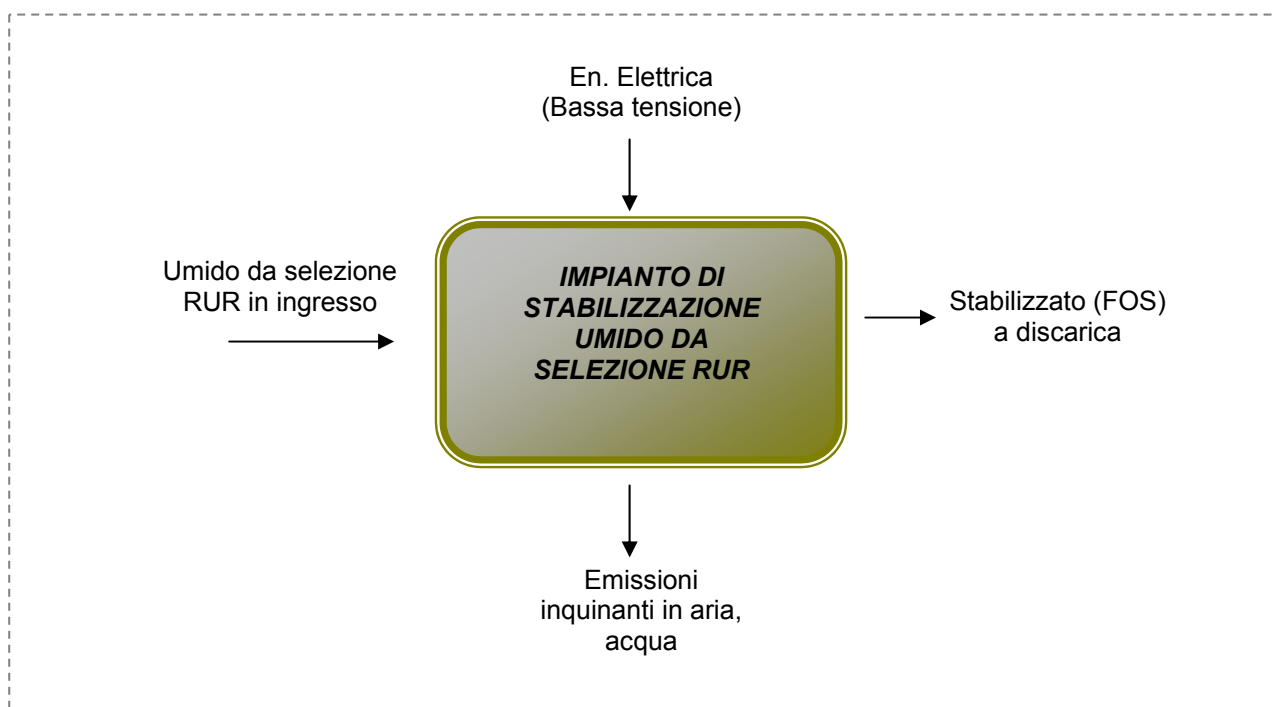 En. Elettrica
(Bassa tensione)
Umido da selezione
RUR in ingresso
IMPIANTO DI
STABILIZZAZIONE
UMIDO DA
SELEZIONE RUR
Stabilizzato (FOS)
a discarica
Emissioni
inquinanti in aria,
acqua